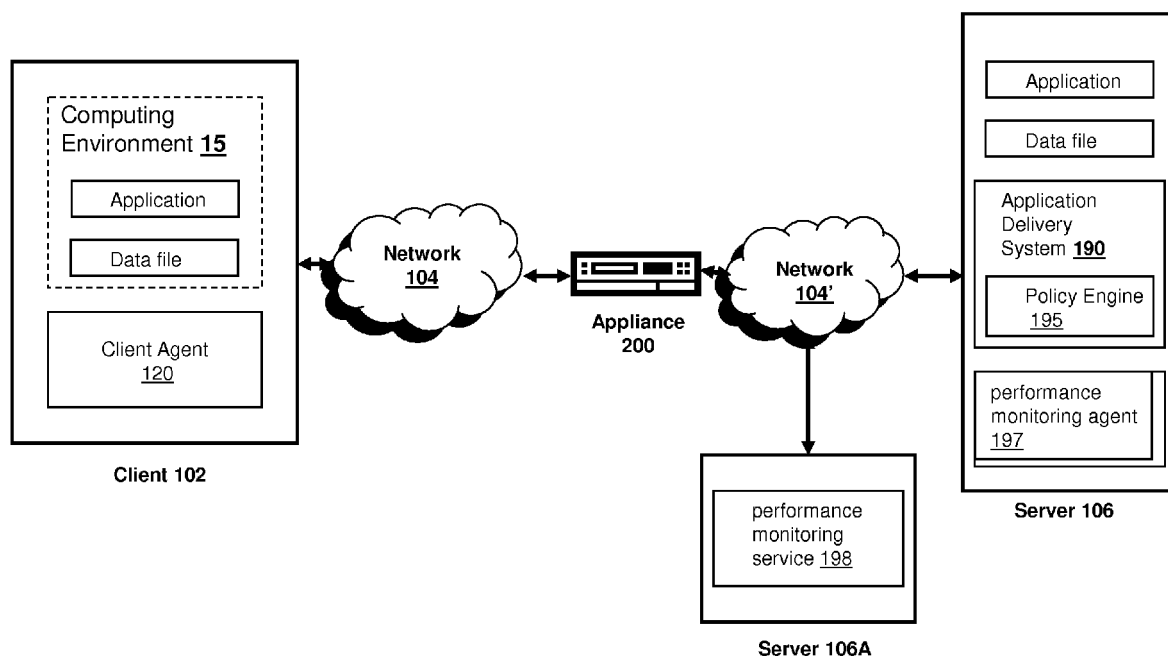 Computing
Environment 15
Application
Data file
Client Agent
120
Client 102
Network
104
Appliance
200
Network
104'
performance
monitoring
service 198
Server 106A
Application
Data file
Application
Delivery
System 190
Policy Engine
195
performance
monitoring agent
197
Server 106